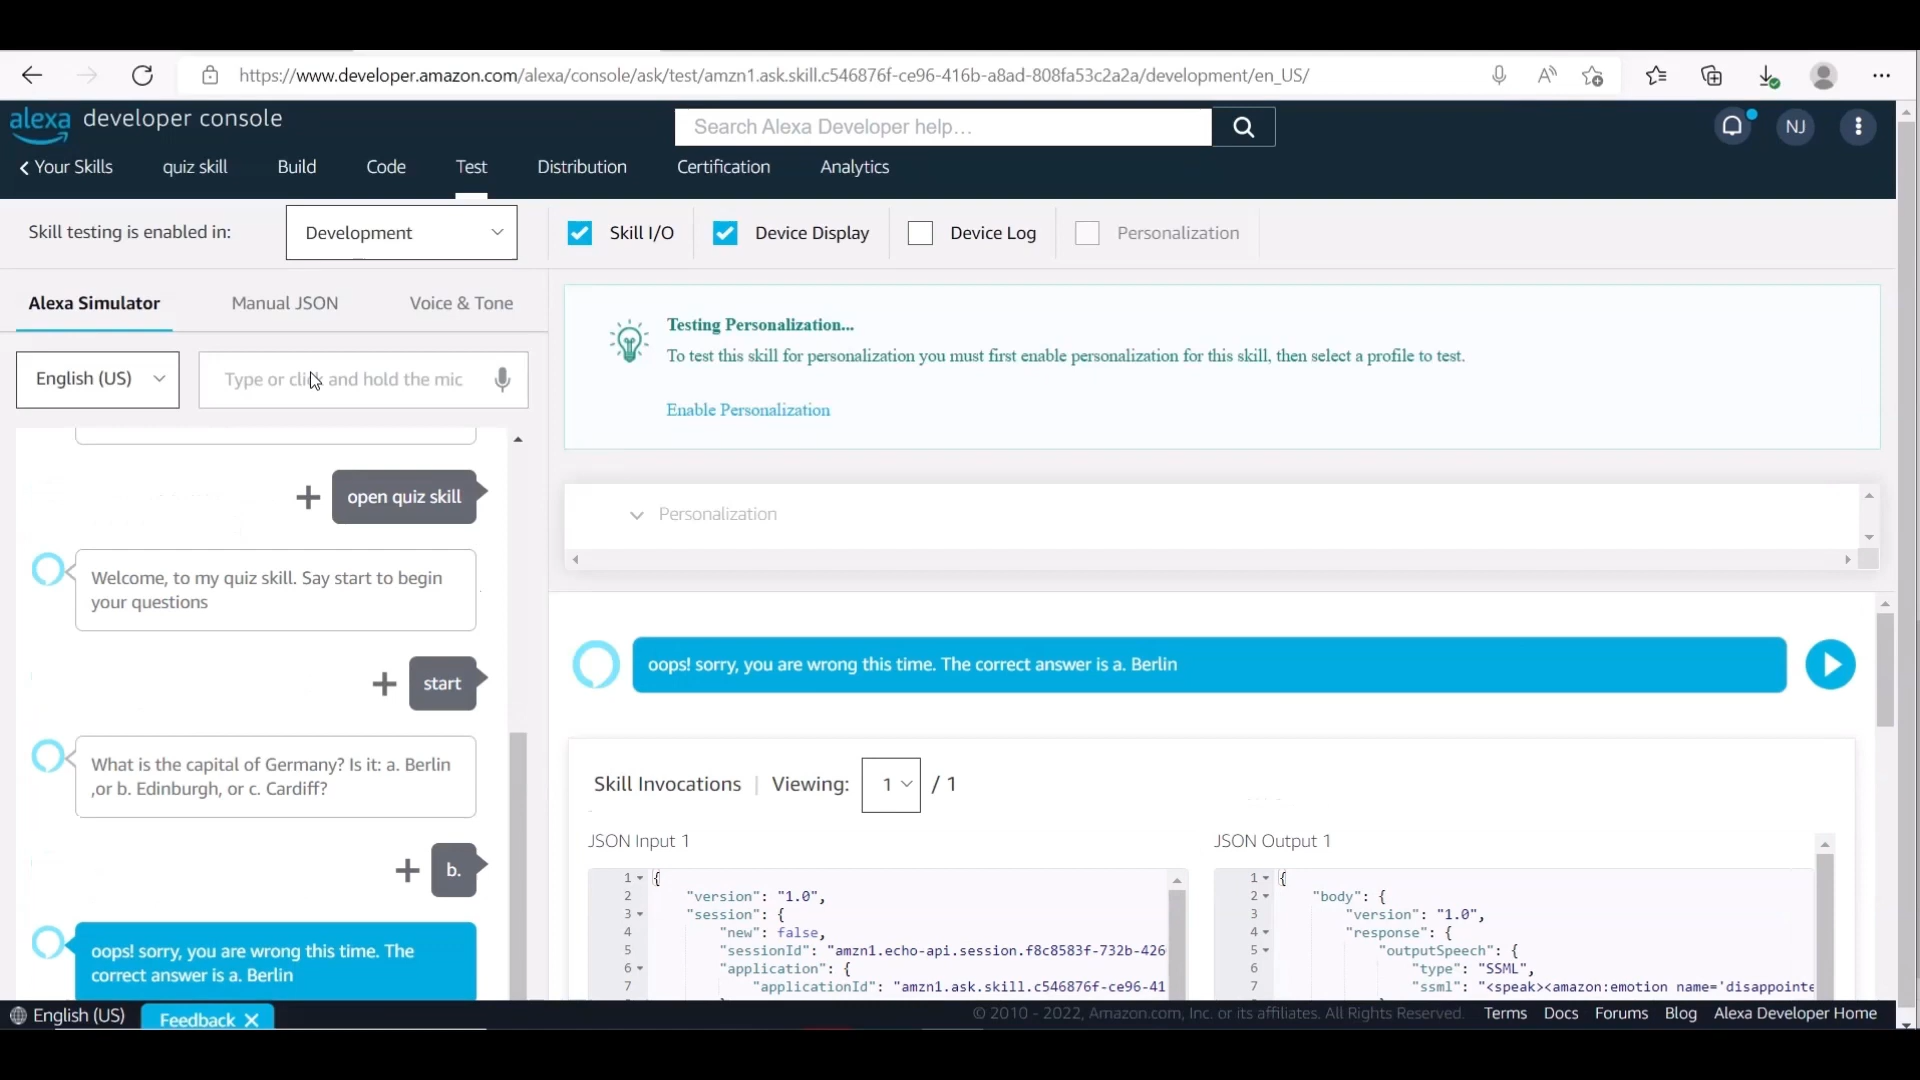 https://www.developer.amazon.com/alexa/console/ask/test/amzn1.ask.skill.c546876f-ce96-416b-a8ad-808fa53c2a2a/development/en_US/
alexa developer console
Search Alexa Developer help...
NJ
Your Skills
quiz skill
Build
Code
Test
Distribution
Certification
Analytics
Skill testing is enabled in:
Development
Skill I/O
Device Display
Device Log
Personalization
Alexa Simulator
Manual JSON
Voice & Tone
English (US)
Type or click and hold the mic
open quiz skill
Welcome, to my quiz skill. Say start to begin
your questions
start
What is the capital of Germany? Is it: a. Berlin
,or b. Edinburgh, or c. Cardiff?
b.
oops! sorry, you are wrong this time. The
correct answer is a. Berlin
Testing Personalization...
To test this skill for personalization you must first enable personalization for this skill, then select a profile to test.
Enable Personalization
Personalization
oops! sorry, you are wrong this time. The correct answer is a. Berlin
Skill Invocations | Viewing: 1 / 1
JSON Input 1
1 {
2 "version": "1.0",
3 "session": {
4 "new": false,
5 "sessionId": "amzn1.echo-api.session.f8c8583f-732b-426
6 "application": {
7 "applicationId": "amzn1.ask.skill.c546876f-ce96-41
JSON Output 1
1 {
2 "body": {
3 "version": "1.0",
4 "response": {
5 "outputSpeech": {
6 "type": "SSML",
7 "ssml": "<speak><amazon:emotion name='disappointe
English (US)
Feedback
© 2010 - 2022, Amazon.com, Inc. or its affiliates. All Rights Reserved.
Terms
Docs
Forums
Blog
Alexa Developer Home